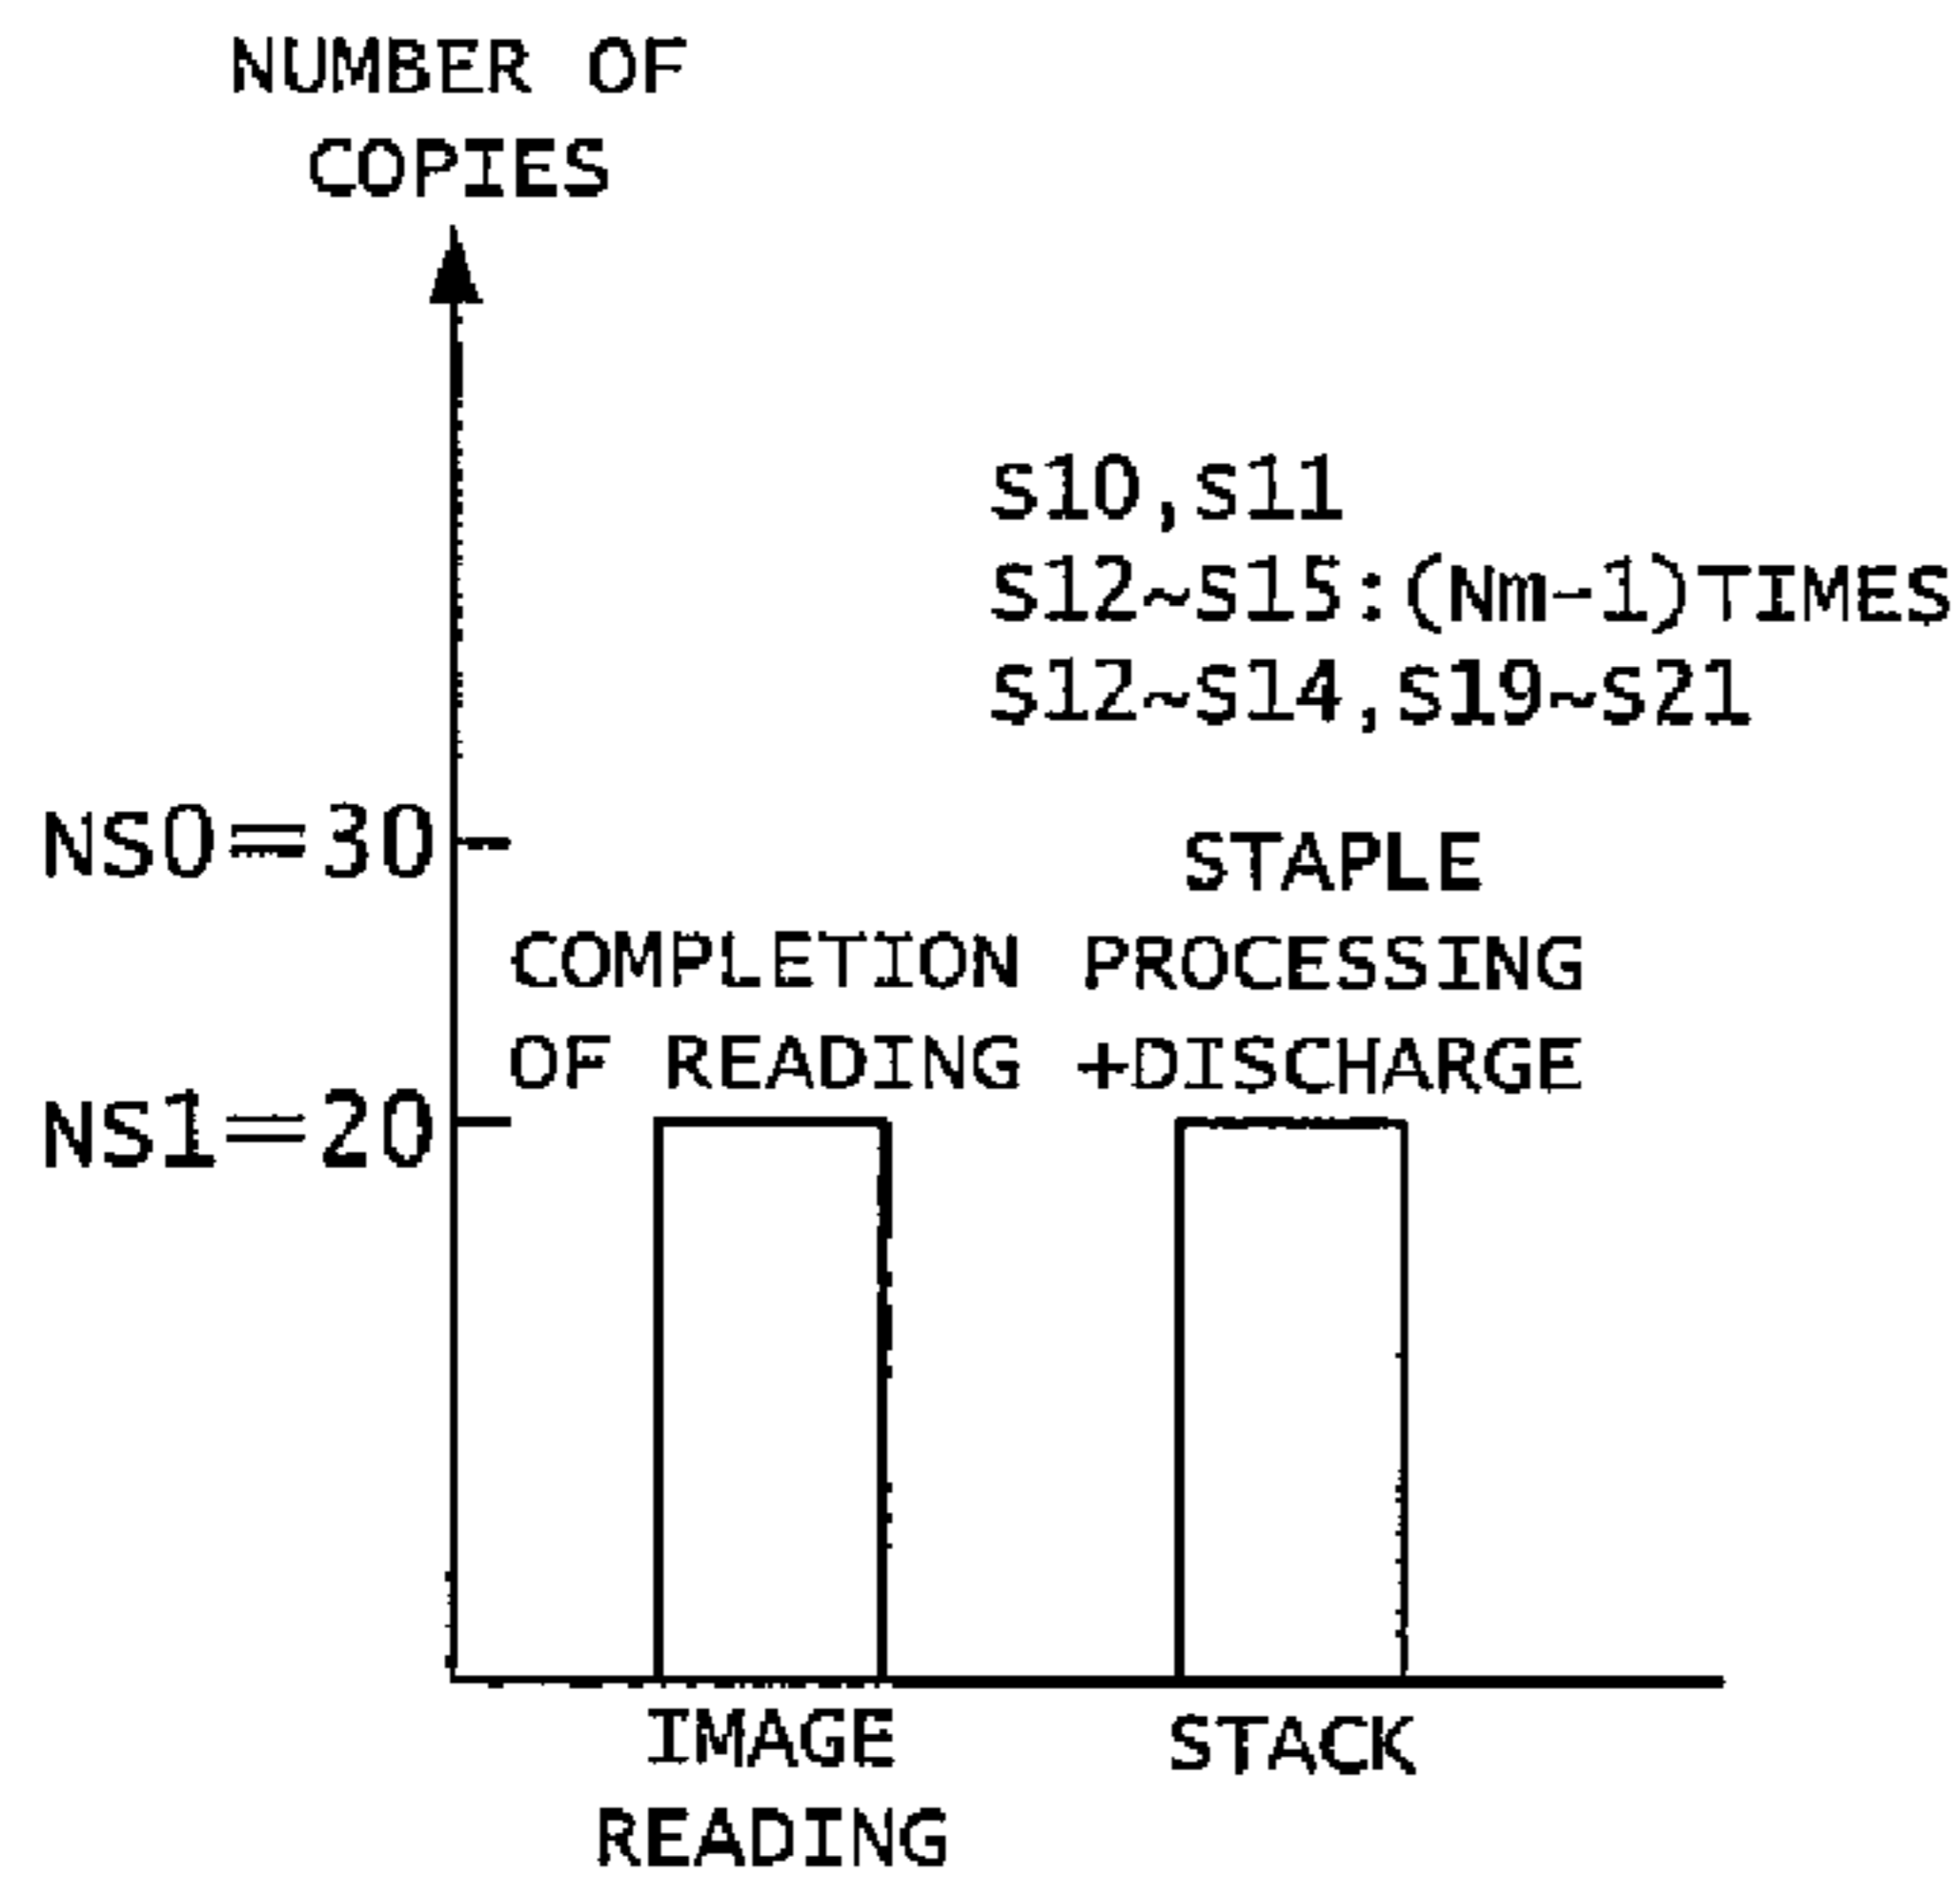 NUMBER OF
COPIES
S10,S11
S12~S15:(Nm-1)TIMES
S12~S14,S19~S21
NS0=30
STAPLE
COMPLETION PROCESSING
OF READING +DISCHARGE
NS1=20
IMAGE STACK
READING